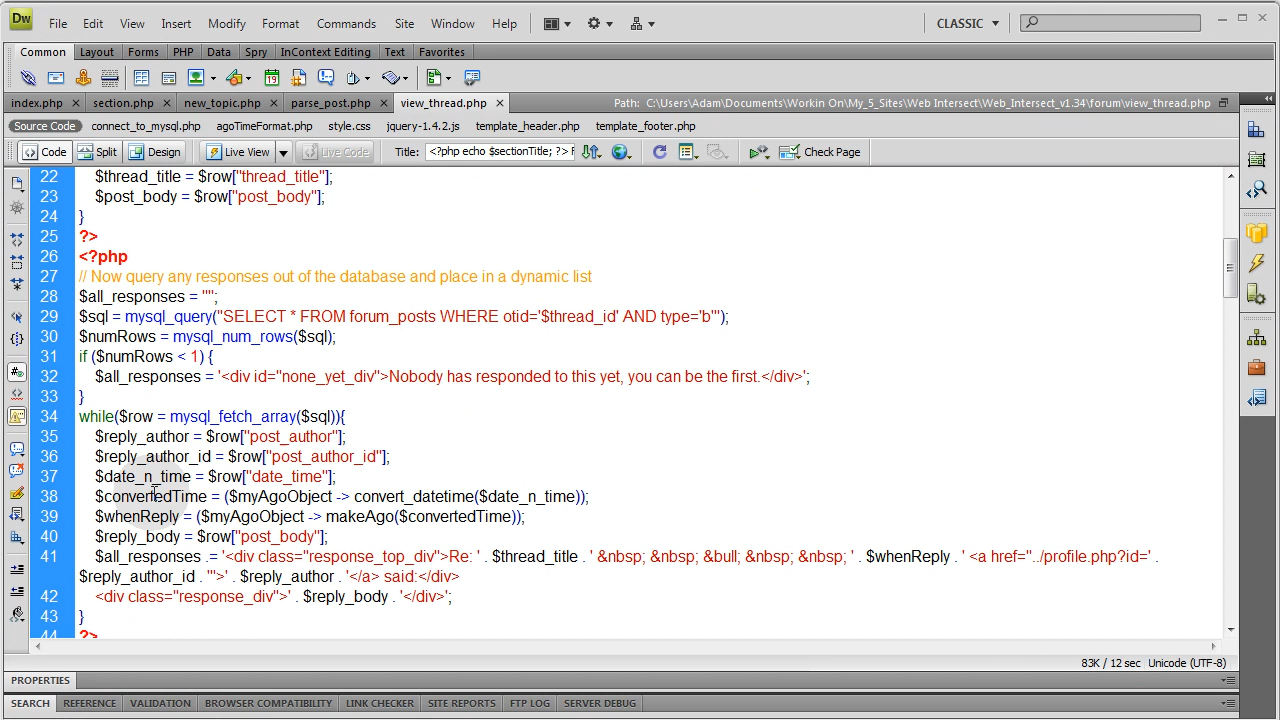 Dw File Edit View Insert Modify Format Commands Site Window Help CLASSIC
Common Layout Forms PHP Data Spry InContext Editing Text Favorites
index.php × section.php × new_topic.php × parse_post.php × view_thread.php × Path: C:\Users\Adam\Documents\Workin On\My_5_Sites\Web Intersect\Web_Intersect_v1.34\forum\view_thread.php
Source Code connect_to_mysql.php agoTimeFormat.php style.css jquery-1.4.2.js template_header.php template_footer.php
Code Split Design Live View Live Code Title: <?php echo $sectionTitle; ?> F Check Page
22 $thread_title = $row["thread_title"];
23 $post_body = $row["post_body"];
24 }
25 ?>
26 <?php
27 // Now query any responses out of the database and place in a dynamic list
28 $all_responses = "";
29 $sql = mysql_query("SELECT * FROM forum_posts WHERE otid='$thread_id' AND type='b'");
30 $numRows = mysql_num_rows($sql);
31 if ($numRows < 1) {
32 $all_responses = '<div id="none_yet_div">Nobody has responded to this yet, you can be the first.</div>';
33 }
34 while($row = mysql_fetch_array($sql)){
35 $reply_author = $row["post_author"];
36 $reply_author_id = $row["post_author_id"];
37 $date_n_time = $row["date_time"];
38 $convertedTime = ($myAgoObject -> convert_datetime($date_n_time));
39 $whenReply = ($myAgoObject -> makeAgo($convertedTime));
40 $reply_body = $row["post_body"];
41 $all_responses .= '<div class="response_top_div">Re: ' . $thread_title . ' &nbsp; &nbsp; &bull; &nbsp; &nbsp; ' . $whenReply . ' <a href="../profile.php?id=' .
$reply_author_id . '">' . $reply_author . '</a> said:</div>
42 <div class="response_div">' . $reply_body . '</div>';
43 }
44 ?>
83K / 12 sec Unicode (UTF-8)
PROPERTIES
SEARCH REFERENCE VALIDATION BROWSER COMPATIBILITY LINK CHECKER SITE REPORTS FTP LOG SERVER DEBUG